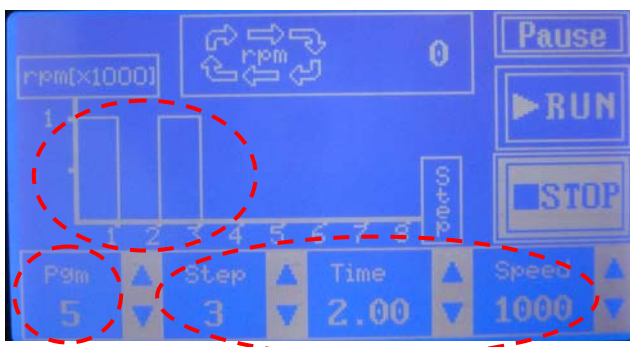 rpm
0
Pause
rpm[x1000]
1
RUN
STOP
Step
1 2 3 4 5 6 7 8
Pgm Step Time Speed
5 3 2.00 1000